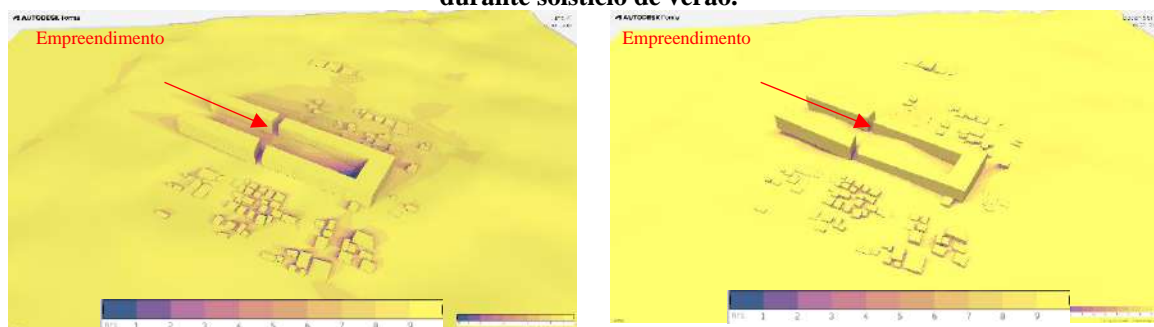 durante solstício de verão.
AUTODESK Forma
Empreendimento
Hrs. 1 2 3 4 5 6 7 8 9
AUTODESK Forma
Empreendimento
1 2 3 4 5 6 7 8 9